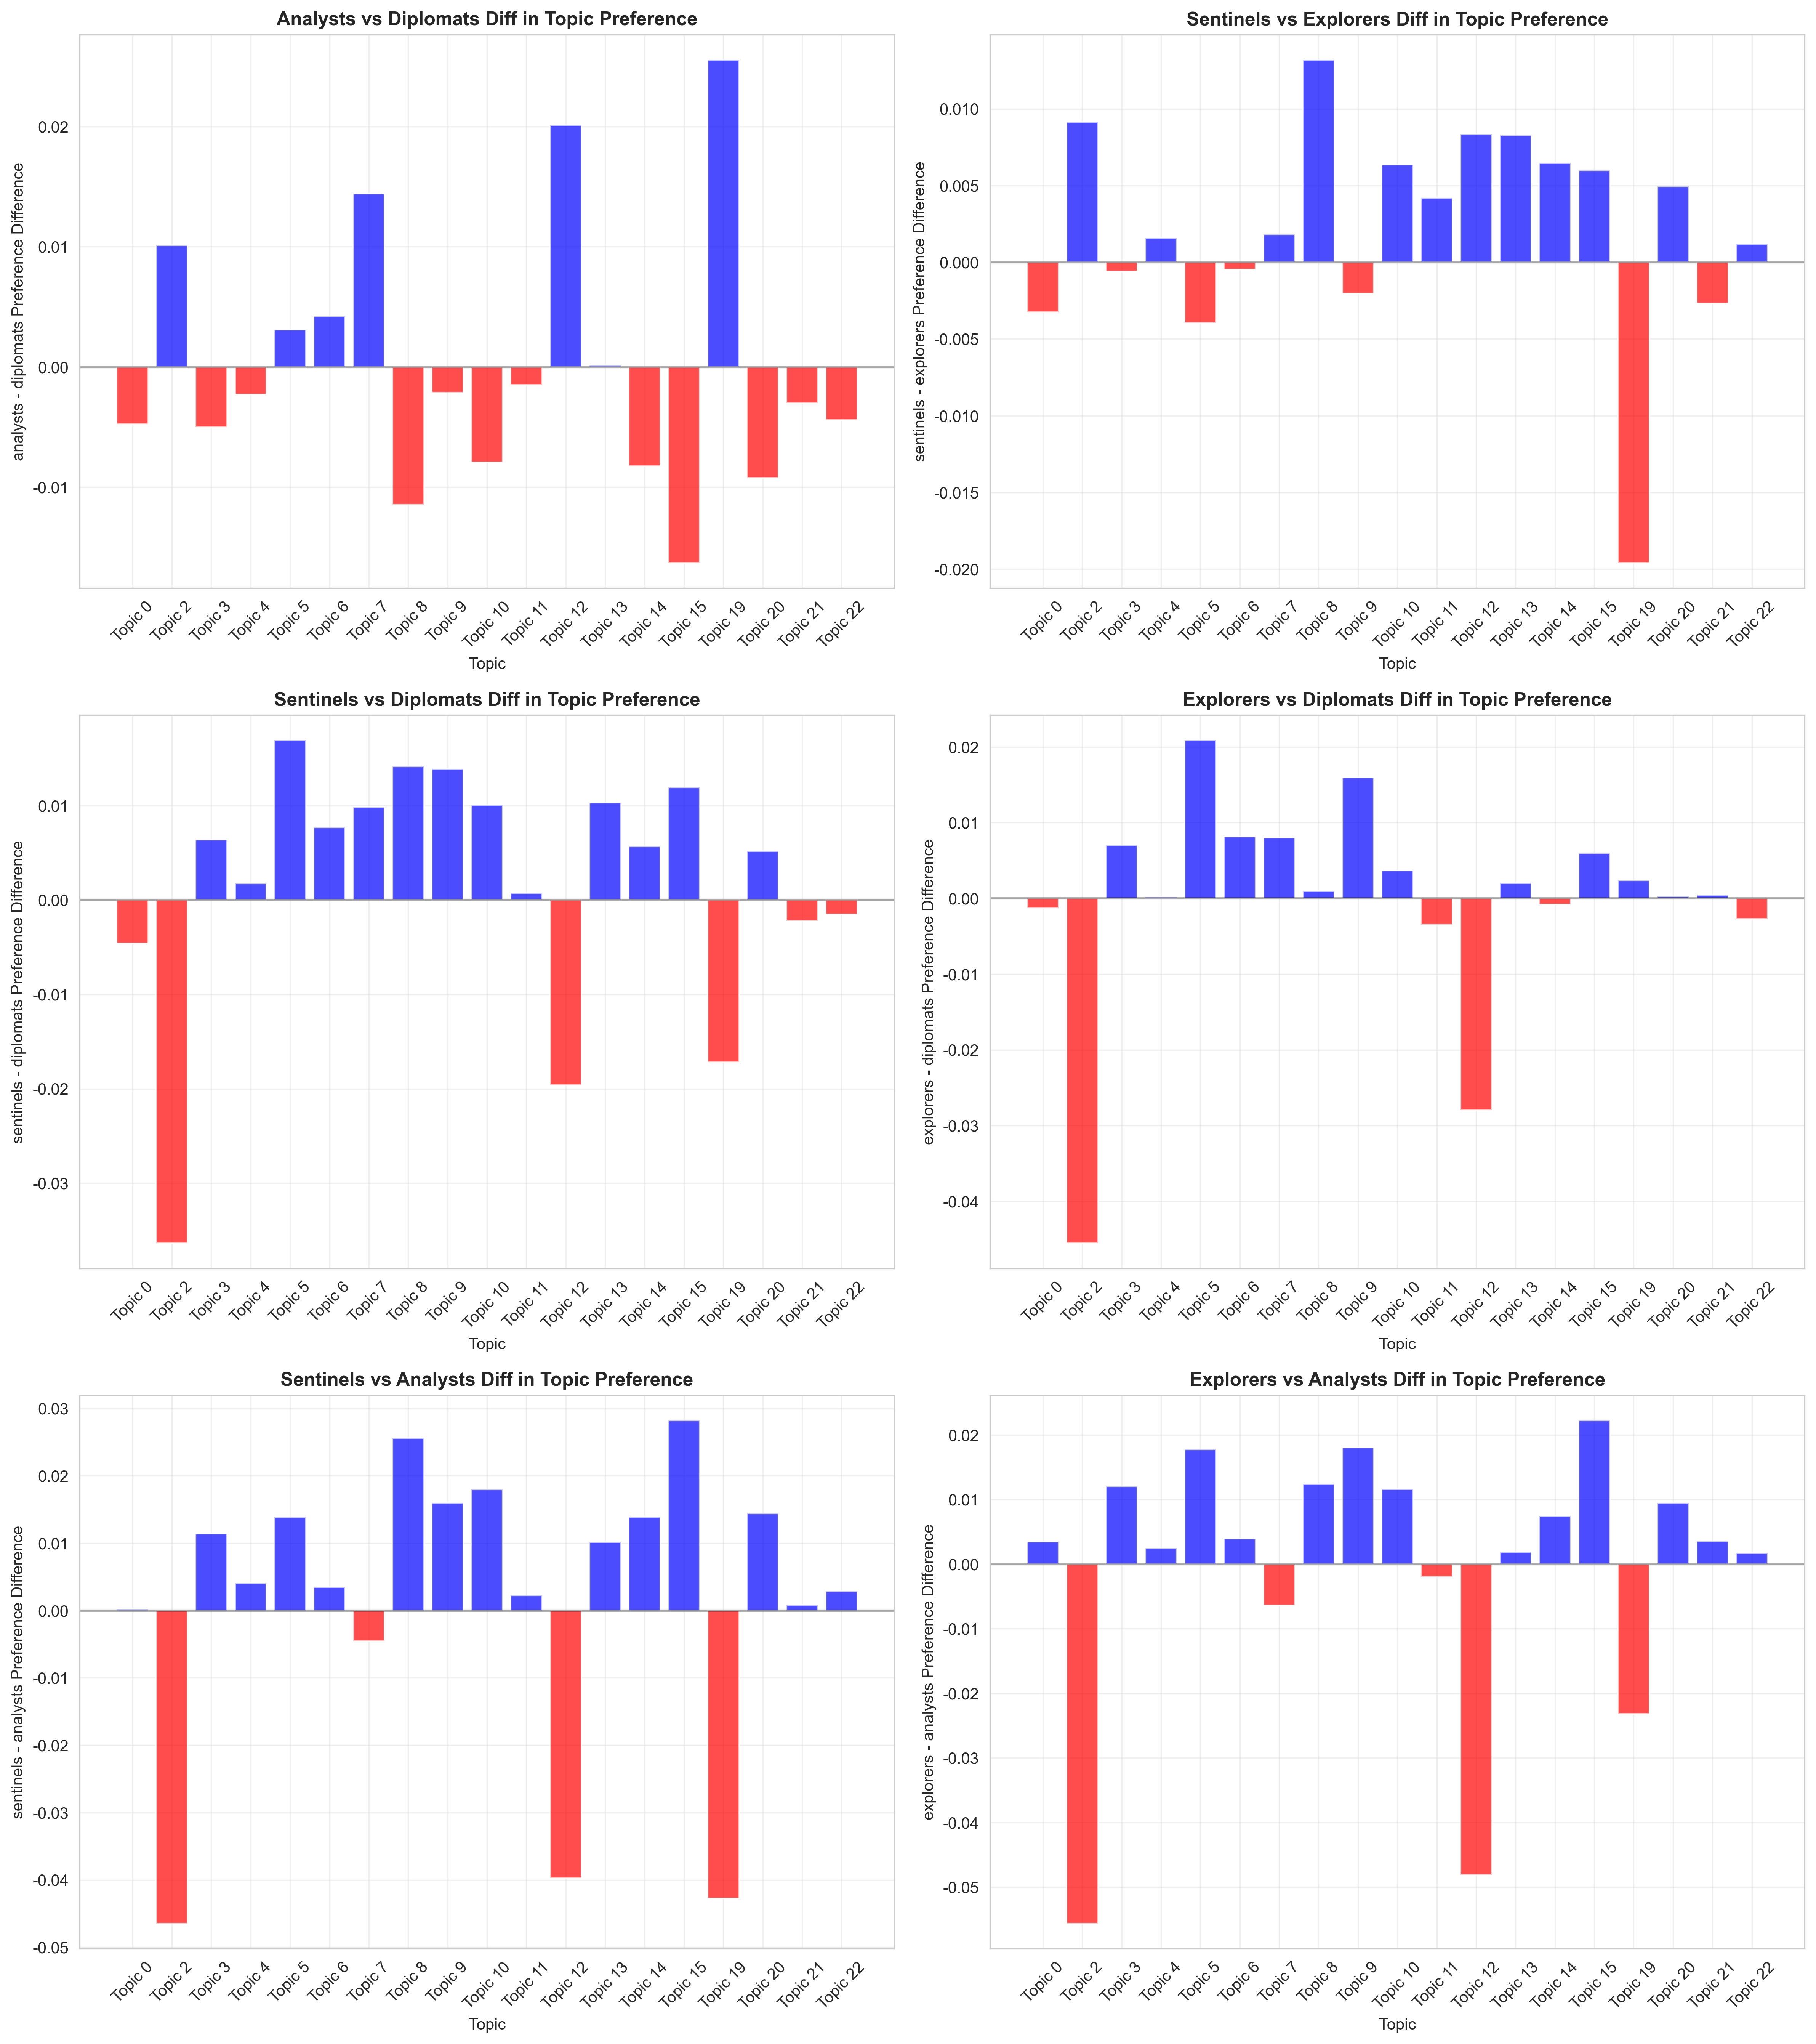 Analysts vs Diplomats Diff in Topic Preference
analysts - diplomats Preference Difference
0.02
0.01
0.00
-0.01
Topic 0
Topic 2
Topic 3
Topic 4
Topic 5
Topic 6
Topic 7
Topic 8
Topic 9
Topic 10
Topic 11
Topic 12
Topic 13
Topic 14
Topic 15
Topic 19
Topic 20
Topic 21
Topic 22
Topic
Sentinels vs Explorers Diff in Topic Preference
sentinels - explorers Preference Difference
0.010
0.005
0.000
-0.005
-0.010
-0.015
-0.020
Topic 0
Topic 2
Topic 3
Topic 4
Topic 5
Topic 6
Topic 7
Topic 8
Topic 9
Topic 10
Topic 11
Topic 12
Topic 13
Topic 14
Topic 15
Topic 19
Topic 20
Topic 21
Topic 22
Topic
Sentinels vs Diplomats Diff in Topic Preference
sentinels - diplomats Preference Difference
0.01
0.00
-0.01
-0.02
-0.03
Topic 0
Topic 2
Topic 3
Topic 4
Topic 5
Topic 6
Topic 7
Topic 8
Topic 9
Topic 10
Topic 11
Topic 12
Topic 13
Topic 14
Topic 15
Topic 19
Topic 20
Topic 21
Topic 22
Topic
Explorers vs Diplomats Diff in Topic Preference
explorers - diplomats Preference Difference
0.02
0.01
0.00
-0.01
-0.02
-0.03
-0.04
Topic 0
Topic 2
Topic 3
Topic 4
Topic 5
Topic 6
Topic 7
Topic 8
Topic 9
Topic 10
Topic 11
Topic 12
Topic 13
Topic 14
Topic 15
Topic 19
Topic 20
Topic 21
Topic 22
Topic
Sentinels vs Analysts Diff in Topic Preference
sentinels - analysts Preference Difference
0.03
0.02
0.01
0.00
-0.01
-0.02
-0.03
-0.04
-0.05
Topic 0
Topic 2
Topic 3
Topic 4
Topic 5
Topic 6
Topic 7
Topic 8
Topic 9
Topic 10
Topic 11
Topic 12
Topic 13
Topic 14
Topic 15
Topic 19
Topic 20
Topic 21
Topic 22
Topic
Explorers vs Analysts Diff in Topic Preference
explorers - analysts Preference Difference
0.02
0.01
0.00
-0.01
-0.02
-0.03
-0.04
-0.05
Topic 0
Topic 2
Topic 3
Topic 4
Topic 5
Topic 6
Topic 7
Topic 8
Topic 9
Topic 10
Topic 11
Topic 12
Topic 13
Topic 14
Topic 15
Topic 19
Topic 20
Topic 21
Topic 22
Topic